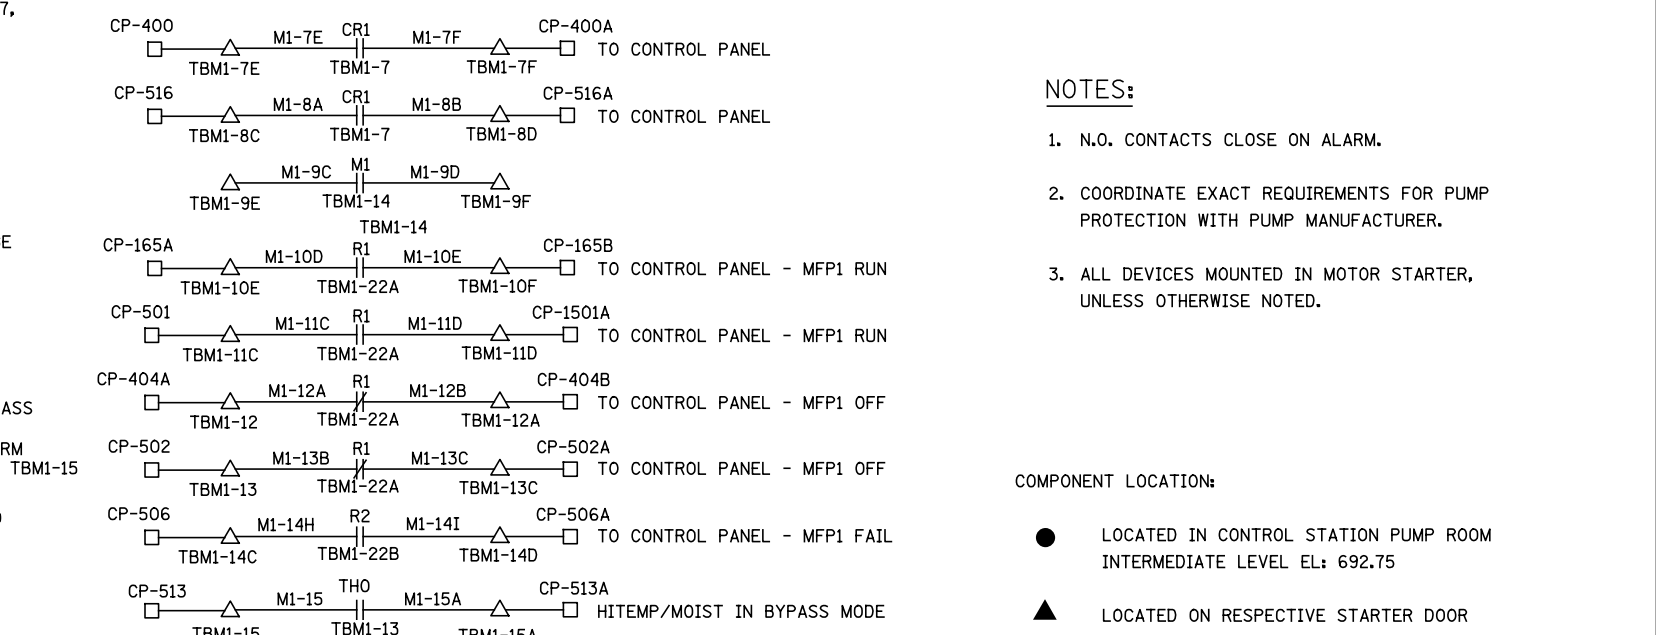 7,
CP-400 CR1 CP-400A
M1-7E M1-7F
TO CONTROL PANEL
TBM1-7E TBM1-7 TBM1-7F
CP-516 CR1 CP-516A
M1-8A M1-8B
TO CONTROL PANEL
TBM1-8C TBM1-7 TBM1-8D
M1
M1-9C M1-9D
TBM1-9E TBM1-14 TBM1-9F
TBM1-14
E
CP-165A R1 CP-165B
M1-10D M1-10E
TO CONTROL PANEL - MFP1 RUN
TBM1-10E TBM1-22A TBM1-10F
CP-501 R1 CP-1501A
M1-11C M1-11D
TO CONTROL PANEL - MFP1 RUN
TBM1-11C TBM1-22A TBM1-11D
CP-404A R1 CP-404B
M1-12A M1-12B
ASS
TO CONTROL PANEL - MFP1 OFF
TBM1-12 TBM1-22A TBM1-12A
RM
CP-502 R1 CP-502A
M1-13B M1-13C
TBM1-15
TO CONTROL PANEL - MFP1 OFF
TBM1-13 TBM1-22A TBM1-13C
CP-506 R2 CP-506A
M1-14H M1-14I
TO CONTROL PANEL - MFP1 FAIL
TBM1-14C TBM1-22B TBM1-14D
CP-513 THO CP-513A
M1-15 M1-15A
HITEMP/MOIST IN BYPASS MODE
TBM1-15 TBM1-13 TBM1-15A
NOTES:
1. N.O. CONTACTS CLOSE ON ALARM.
2. COORDINATE EXACT REQUIREMENTS FOR PUMP
PROTECTION WITH PUMP MANUFACTURER.
3. ALL DEVICES MOUNTED IN MOTOR STARTER,
UNLESS OTHERWISE NOTED.
COMPONENT LOCATION:
LOCATED IN CONTROL STATION PUMP ROOM
INTERMEDIATE LEVEL EL: 692.75
LOCATED ON RESPECTIVE STARTER DOOR